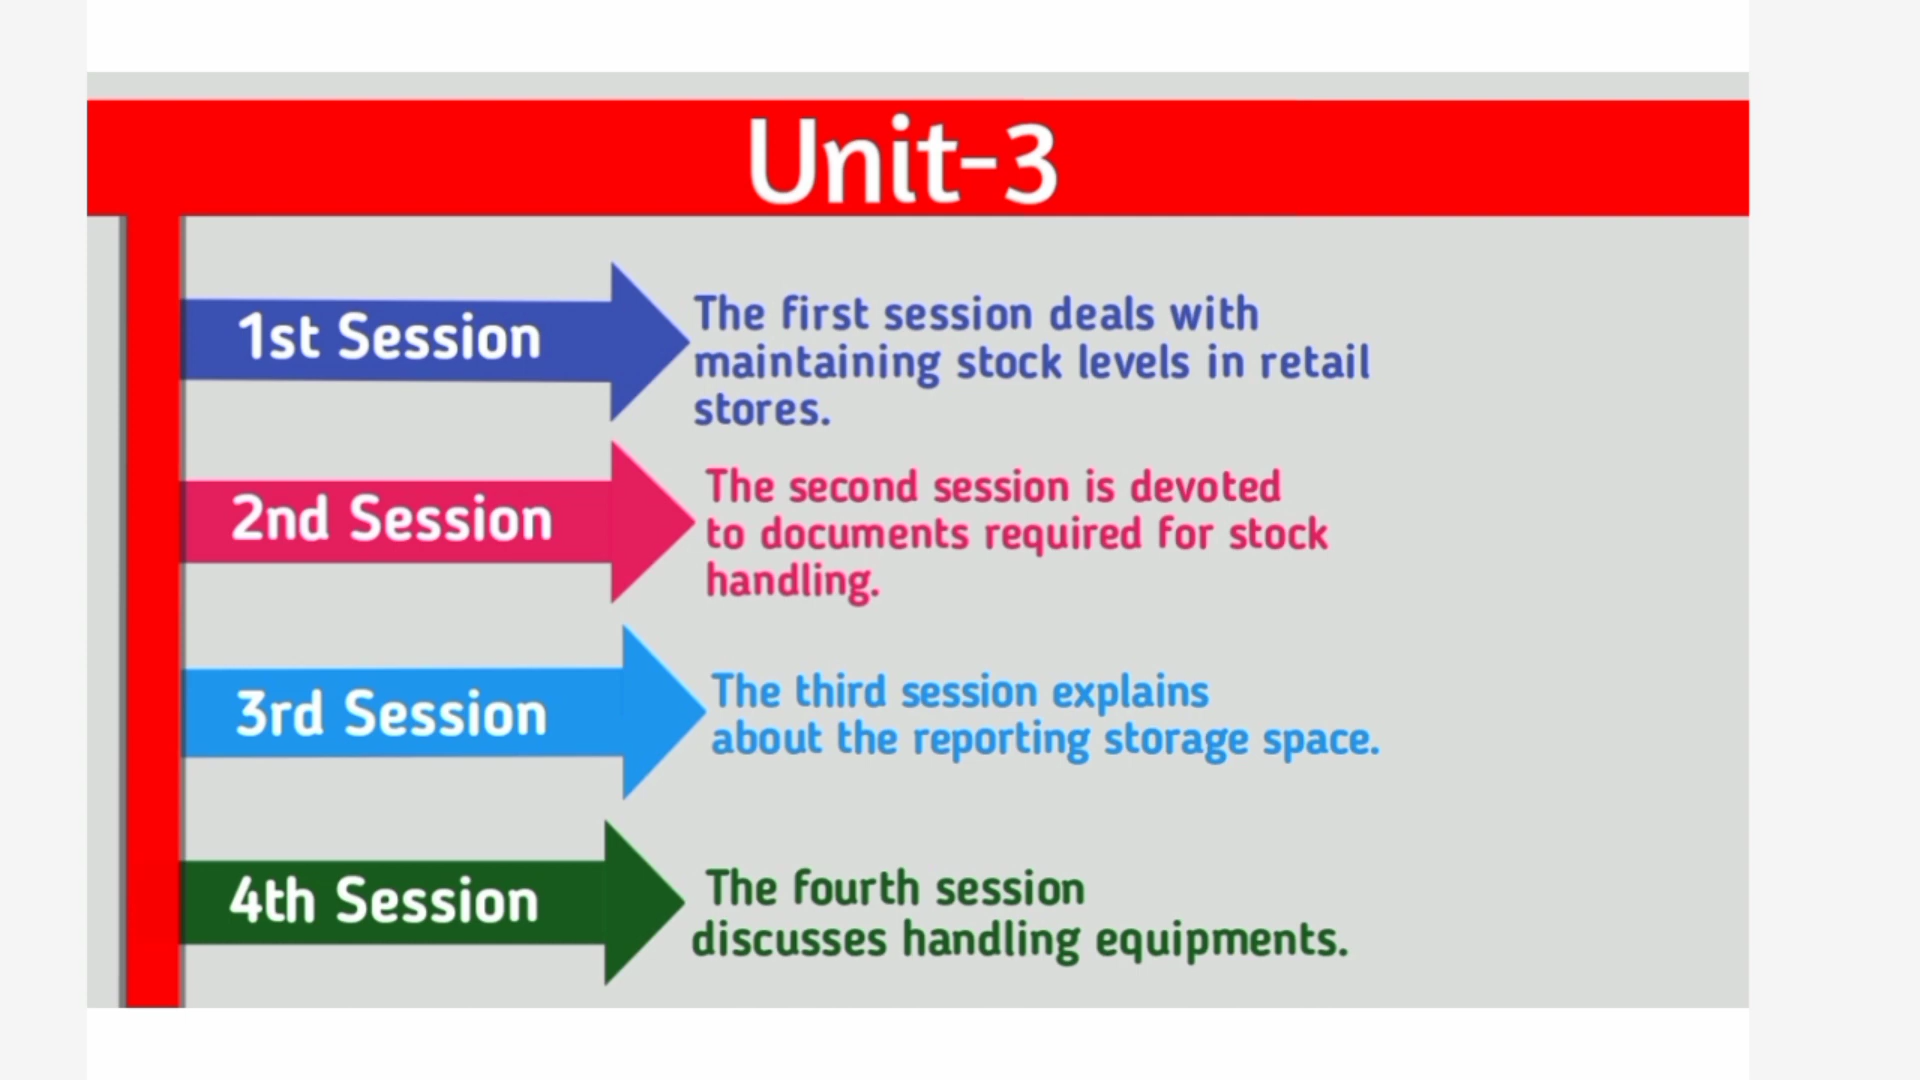 Unit-3
1st Session
The first session deals with
maintaining stock levels in retail
stores.
2nd Session
The second session is devoted
to documents required for stock
handling.
3rd Session
The third session explains
about the reporting storage space.
4th Session
The fourth session
discusses handling equipments.